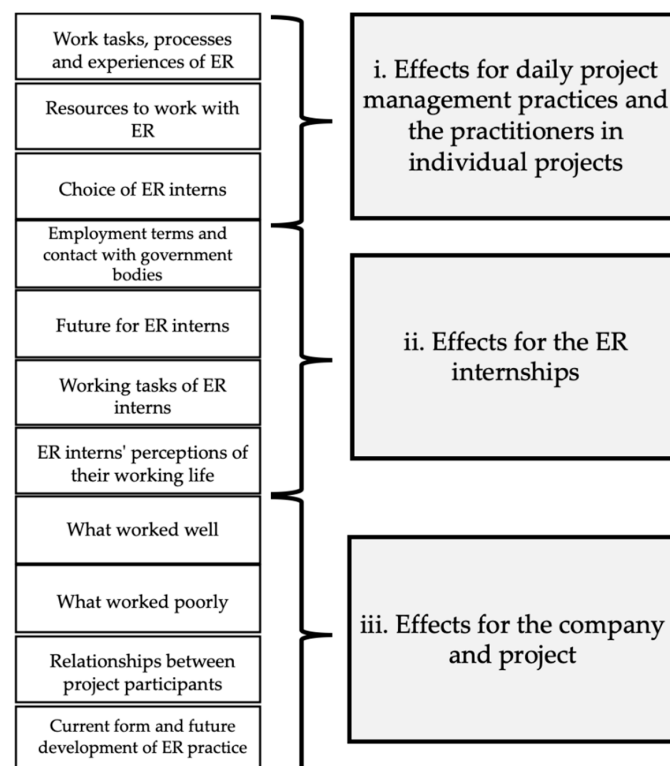 Work tasks, processes
and experiences of ER
Resources to work with
ER
Choice of ER interns
Employment terms and
contact with government
bodies
Future for ER interns
Working tasks of ER
interns
ER interns' perceptions of
their working life
What worked well
What worked poorly
Relationships between
project participants
Current form and future
development of ER practice
i. Effects for daily project
management practices and
the practitioners in
individual projects
ii. Effects for the ER
internships
iii. Effects for the company
and project